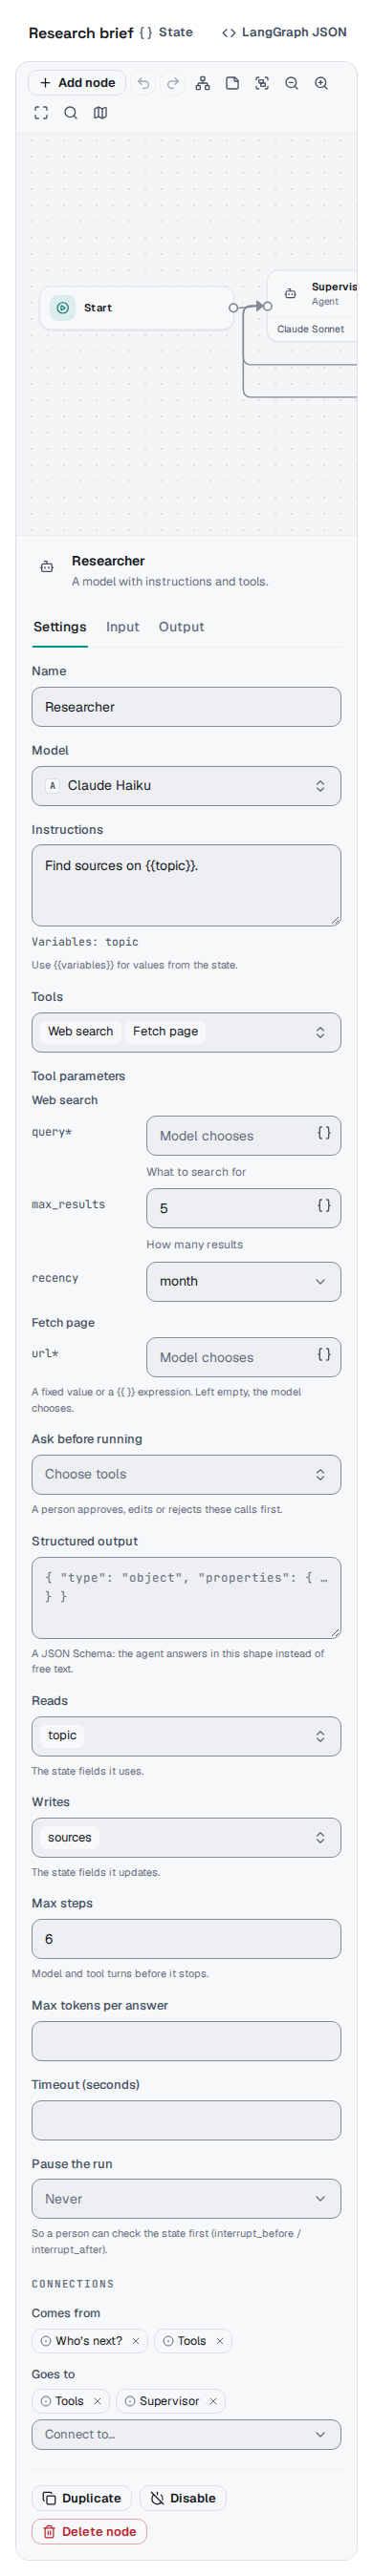 Research brief {} State <> LangGraph JSON
+ Add node
Start
Supervis
Agent
Claude Sonnet
Researcher
A model with instructions and tools.
Settings Input Output
Name
Researcher
Model
A Claude Haiku
Instructions
Find sources on {{topic}}.
Variables: topic
Use {{variables}} for values from the state.
Tools
Web search Fetch page
Tool parameters
Web search
query* Model chooses {}
What to search for
max_results 5 {}
How many results
recency month
Fetch page
url* Model chooses {}
A fixed value or a {{ }} expression. Left empty, the model
chooses.
Ask before running
Choose tools
A person approves, edits or rejects these calls first.
Structured output
{ "type": "object", "properties": { …
} }
A JSON Schema: the agent answers in this shape instead of
free text.
Reads
topic
The state fields it uses.
Writes
sources
The state fields it updates.
Max steps
6
Model and tool turns before it stops.
Max tokens per answer
Timeout (seconds)
Pause the run
Never
So a person can check the state first (interrupt_before /
interrupt_after).
CONNECTIONS
Comes from
Who's next? × Tools ×
Goes to
Tools × Supervisor ×
Connect to…
Duplicate Disable
Delete node